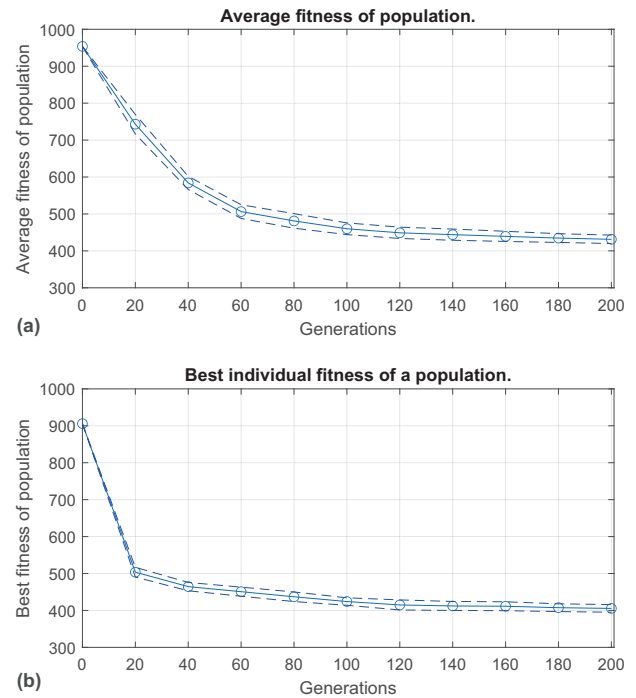 Average fitness of population.
1000
900
800
700
600
500
400
300
Average fitness of population
0 20 40 60 80 100 120 140 160 180 200
Generations
(a)
Best individual fitness of a population.
1000
900
800
700
600
500
400
300
Best fitness of population
0 20 40 60 80 100 120 140 160 180 200
Generations
(b)